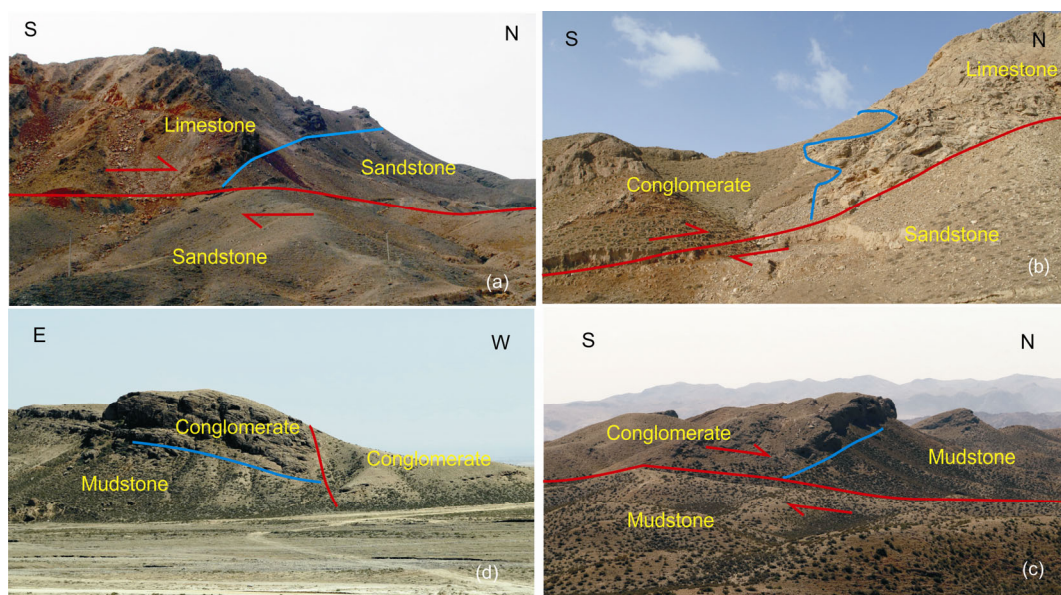 S
N
Limestone
Sandstone
Sandstone
(a)
S
N
Limestone
Conglomerate
Sandstone
(b)
E
W
Conglomerate
Conglomerate
Mudstone
(d)
S
N
Conglomerate
Mudstone
Mudstone
(c)